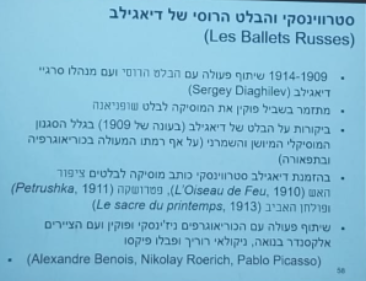 סטרווינסקי והבלט הרוסי של דיאגילב
(Les Ballets Russes)
1914-1909 שיתוף פעולה עם הבלט הרוסי ועם מנהלו סרגיי
דיאגילב (Sergey Diaghilev)
מתזמר בשביל פוקין את המוסיקה לבלט שופניאנה
ביקורות על הבלט של דיאגילב (בעונה של 1909) בגלל הסגנון
המוסיקלי המיושן והשמרני (על אף רמתו המעולה בכוריאוגרפיה
ובתפאורה)
בהזמנת דיאגילב סטרווינסקי כותב מוסיקה לבלטים ציפור
האש (L'Oiseau de Feu, 1910), פטרושקה (Petrushka, 1911)
ופולחן האביב (Le sacre du printemps, 1913)
שיתוף פעולה עם הכוריאוגרפים ניז'ינסקי ופוקין ועם הציירים
אלקסנדר בנואה, ניקולאי רוריך ופבלו פיקסו
(Alexandre Benois, Nikolay Roerich, Pablo Picasso)
56